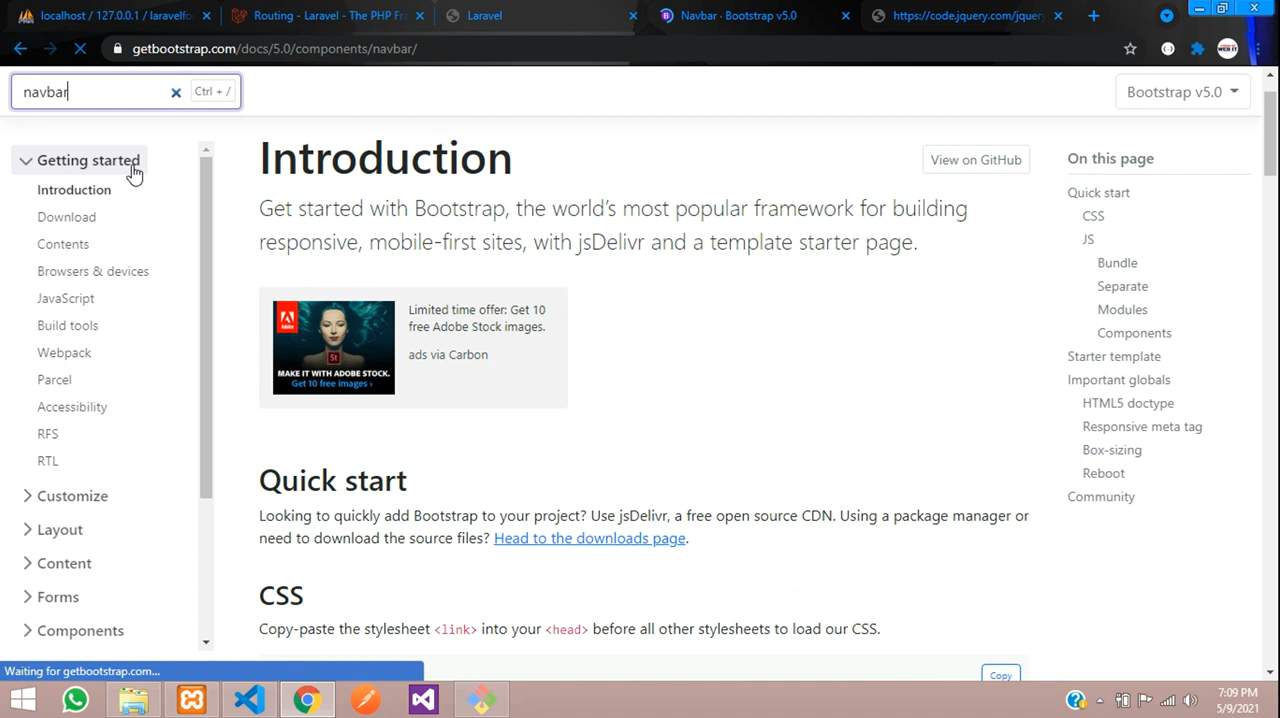 localhost / 127.0.0.1 / laravelfo
Routing - Laravel - The PHP Fr
Laravel
Navbar · Bootstrap v5.0
https://code.jquery.com/jquery
getbootstrap.com/docs/5.0/components/navbar/
navbar
Ctrl + /
Bootstrap v5.0
Getting started
Introduction
Download
Contents
Browsers & devices
JavaScript
Build tools
Webpack
Parcel
Accessibility
RFS
RTL
Customize
Layout
Content
Forms
Components
Introduction
View on GitHub
Get started with Bootstrap, the world's most popular framework for building
responsive, mobile-first sites, with jsDelivr and a template starter page.
MAKE IT WITH ADOBE STOCK.
Get 10 free images ›
St
Limited time offer: Get 10
free Adobe Stock images.
ads via Carbon
Quick start
Looking to quickly add Bootstrap to your project? Use jsDelivr, a free open source CDN. Using a package manager or
need to download the source files? Head to the downloads page.
CSS
Copy-paste the stylesheet <link> into your <head> before all other stylesheets to load our CSS.
Copy
On this page
Quick start
CSS
JS
Bundle
Separate
Modules
Components
Starter template
Important globals
HTML5 doctype
Responsive meta tag
Box-sizing
Reboot
Community
Waiting for getbootstrap.com...
7:09 PM
5/9/2021